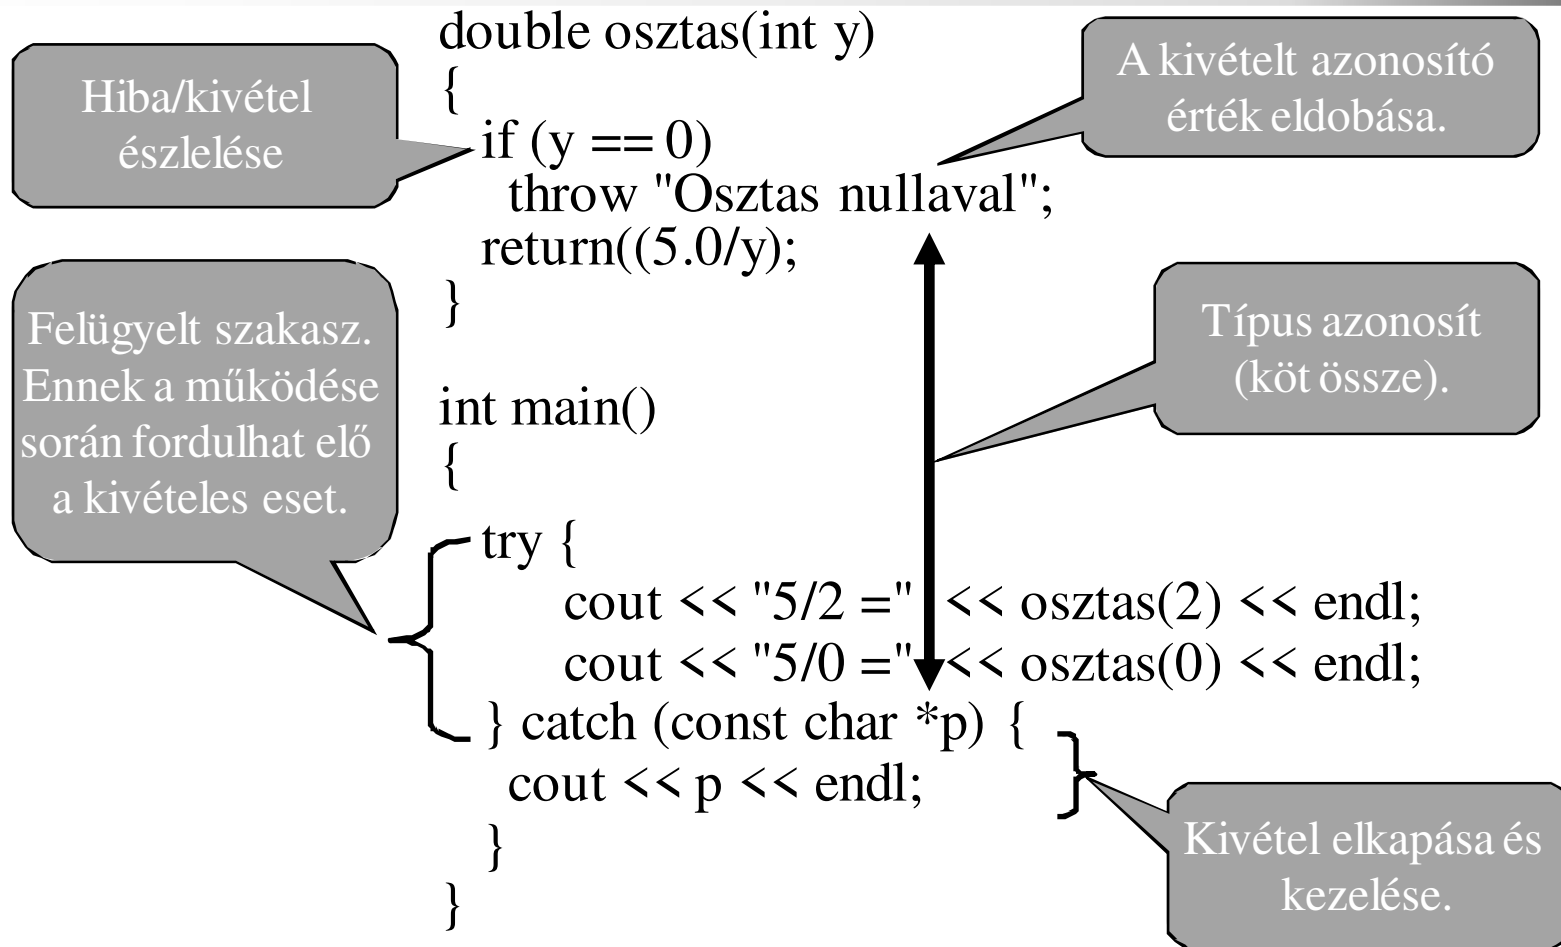 double osztas(int y)
{
if (y == 0)
throw "Osztas nullaval";
return((5.0/y);
}
int main()
{
try {
cout << "5/2 =" << osztas(2) << endl;
cout << "5/0 =" << osztas(0) << endl;
} catch (const char *p) {
cout << p << endl;
}
}
Hiba/kivétel
észlelése
A kivételt azonosító
érték eldobása.
Felügyelt szakasz.
Ennek a működése
során fordulhat elő
a kivételes eset.
Típus azonosít
(köt össze).
Kivétel elkapása és
kezelése.